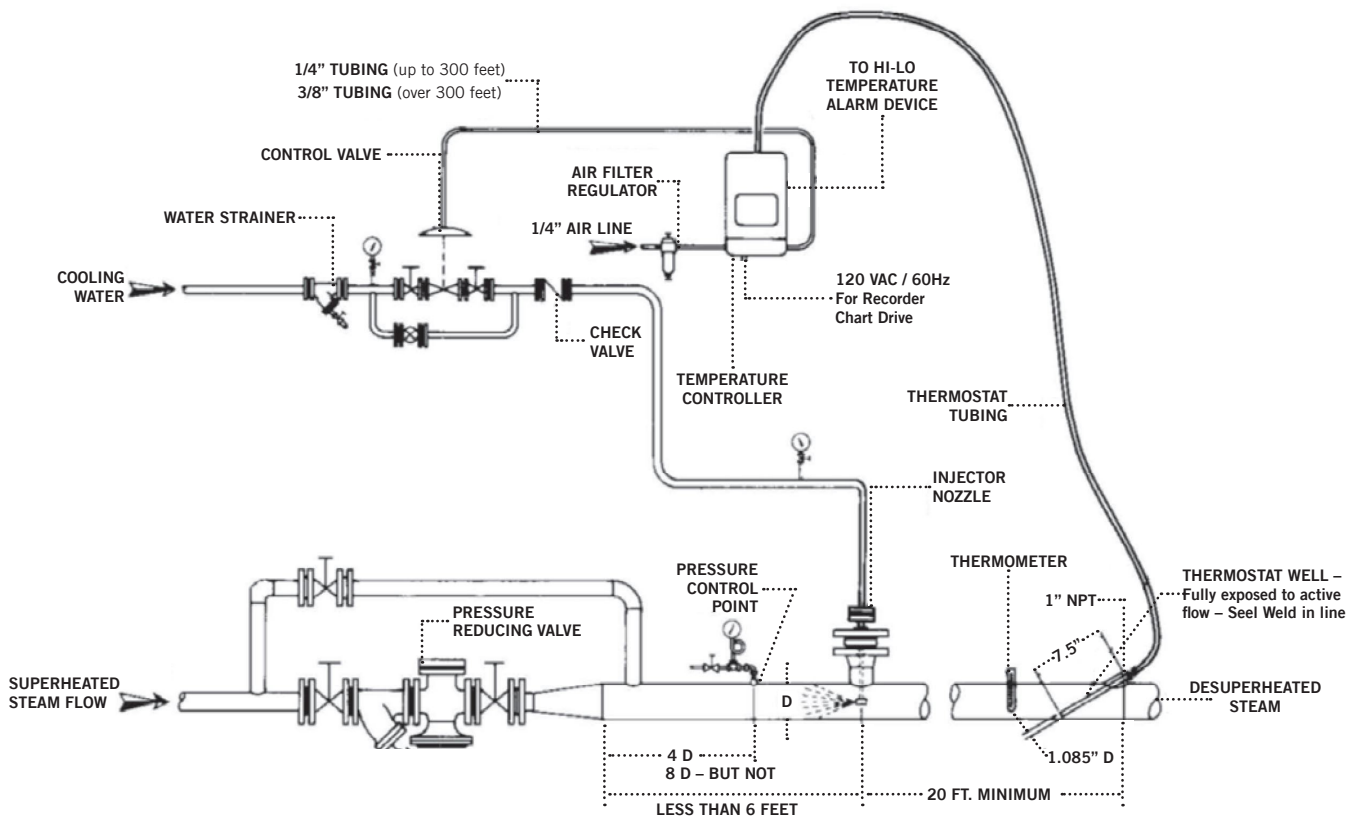 1/4" TUBING (up to 300 feet)
3/8" TUBING (over 300 feet)
TO HI-LO
TEMPERATURE
ALARM DEVICE
CONTROL VALVE
AIR FILTER
REGULATOR
WATER STRAINER
1/4" AIR LINE
COOLING
WATER
120 VAC / 60Hz
For Recorder
Chart Drive
CHECK
VALVE
TEMPERATURE
CONTROLLER
THERMOSTAT
TUBING
INJECTOR
NOZZLE
PRESSURE
CONTROL
POINT
THERMOMETER
THERMOSTAT WELL –
Fully exposed to active
flow – Seel Weld in line
1" NPT
PRESSURE
REDUCING VALVE
7.5"
SUPERHEATED
STEAM FLOW
D
DESUPERHEATED
STEAM
4 D
1.085" D
8 D – BUT NOT
LESS THAN 6 FEET
20 FT. MINIMUM